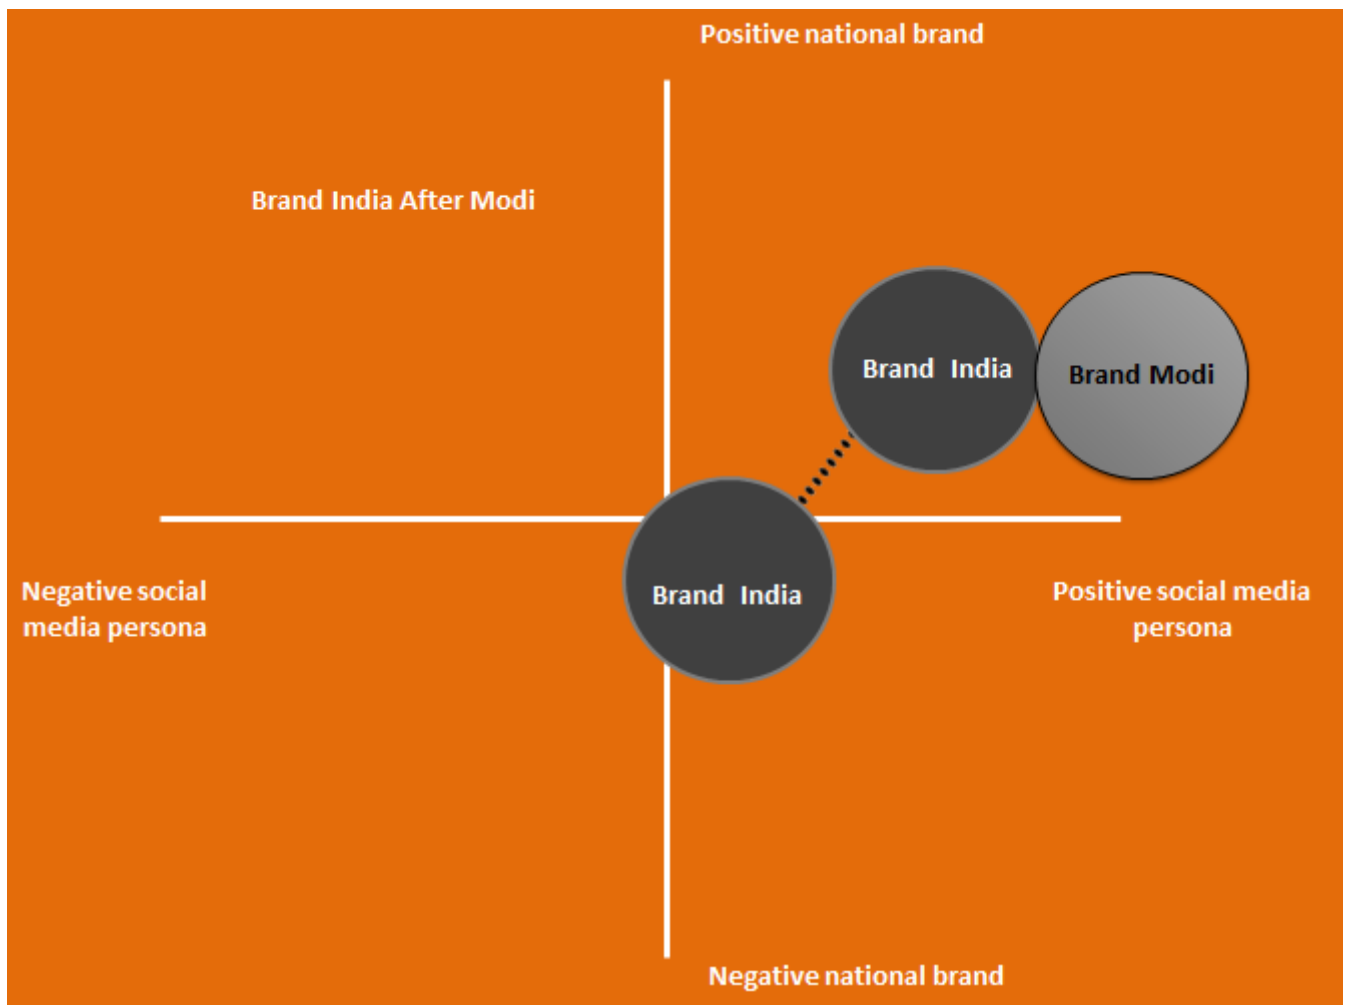 Positive national brand
Brand India After Modi
Brand India
Brand Modi
Brand India
Negative social
media persona
Positive social media
persona
Negative national brand